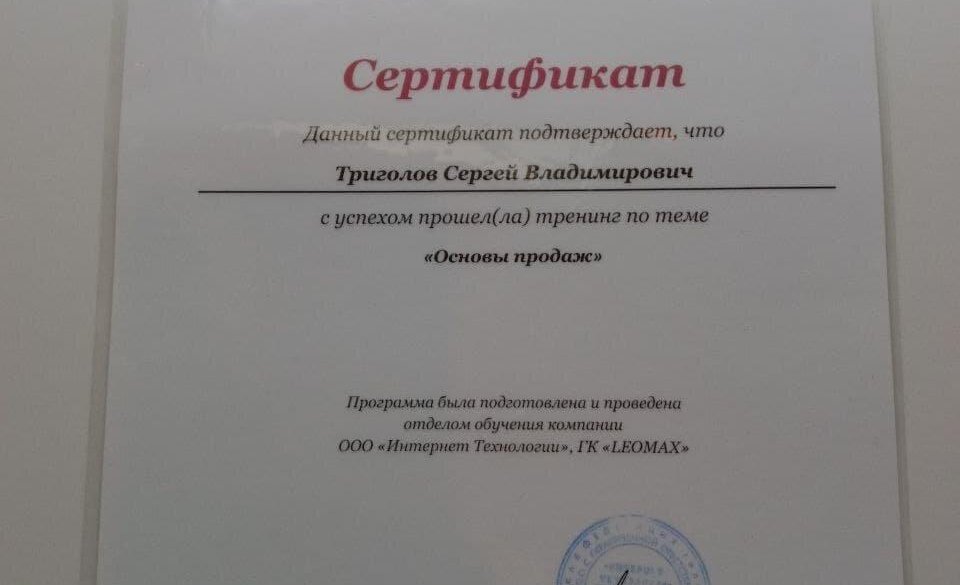 Сертификат
Данный сертификат подтверждает, что
Триголов Сергей Владимирович
с успехом прошел(ла) тренинг по теме
«Основы продаж»
Программа была подготовлена и проведена
отделом обучения компании
ООО «Интернет Технологии», ГК «LEOMAX»